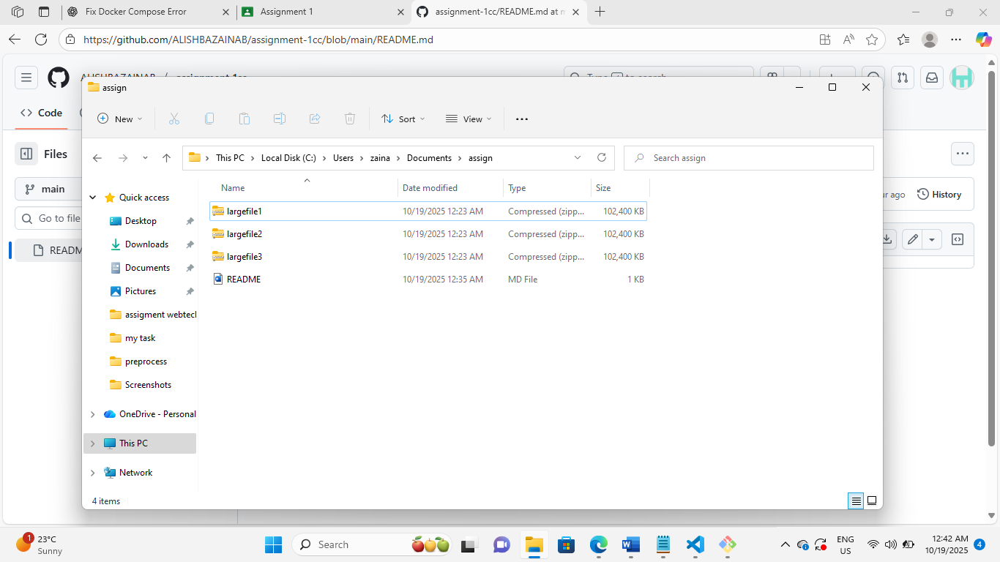 Fix Docker Compose Error
Assignment 1
assignment-1cc/README.md at m
https://github.com/ALISHBAZAINAB/assignment-1cc/blob/main/README.md
assign
Code
New
Sort
View
Files
This PC > Local Disk (C:) > Users > zaina > Documents > assign
Search assign
main
ur ago
History
Name
Date modified
Type
Size
Go to file
Quick access
Desktop
Downloads
Documents
Pictures
assigment webtecl
my task
preprocess
Screenshots
OneDrive - Personal
This PC
Network
READM
largefile1 10/19/2025 12:23 AM Compressed (zipp... 102,400 KB
largefile2 10/19/2025 12:23 AM Compressed (zipp... 102,400 KB
largefile3 10/19/2025 12:23 AM Compressed (zipp... 102,400 KB
README 10/19/2025 12:35 AM MD File 1 KB
4 items
1
23°C
Sunny
Search
ENG
US
12:42 AM
10/19/2025
4